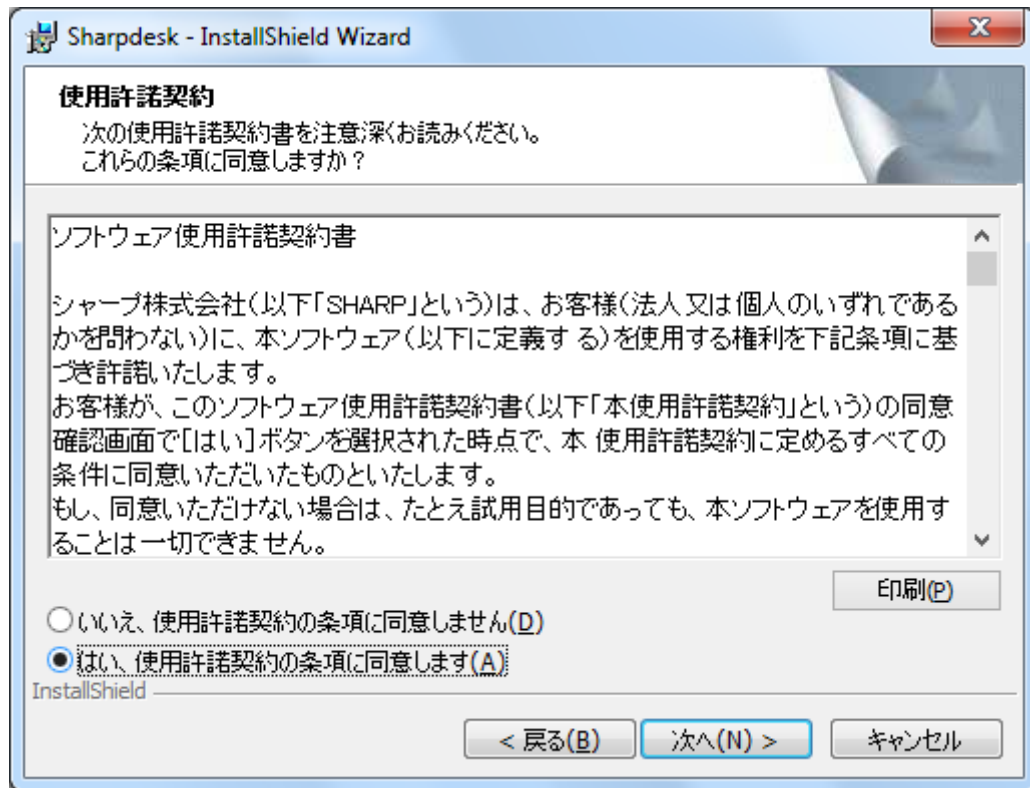 Sharpdesk - InstallShield Wizard
使用許諾契約
次の使用許諾契約書を注意深くお読みください。
これらの条項に同意しますか？
ソフトウェア使用許諾契約書
シャープ株式会社（以下「SHARP」という）は、お客様（法人又は個人のいずれである
かを問わない）に、本ソフトウェア（以下に定義す る）を使用する権利を下記条項に基
づき許諾いたします。
お客様が、このソフトウェア使用許諾契約書（以下「本使用許諾契約」という）の同意
確認画面で[はい]ボタンを選択された時点で、本 使用許諾契約に定めるすべての
条件に同意いただいたものといたします。
もし、同意いただけない場合は、たとえ試用目的であっても、本ソフトウェアを使用す
ることは一切できません。
印刷(P)
いいえ、使用許諾契約の条項に同意しません(D)
はい、使用許諾契約の条項に同意します(A)
InstallShield
< 戻る(B)
次へ(N) >
キャンセル